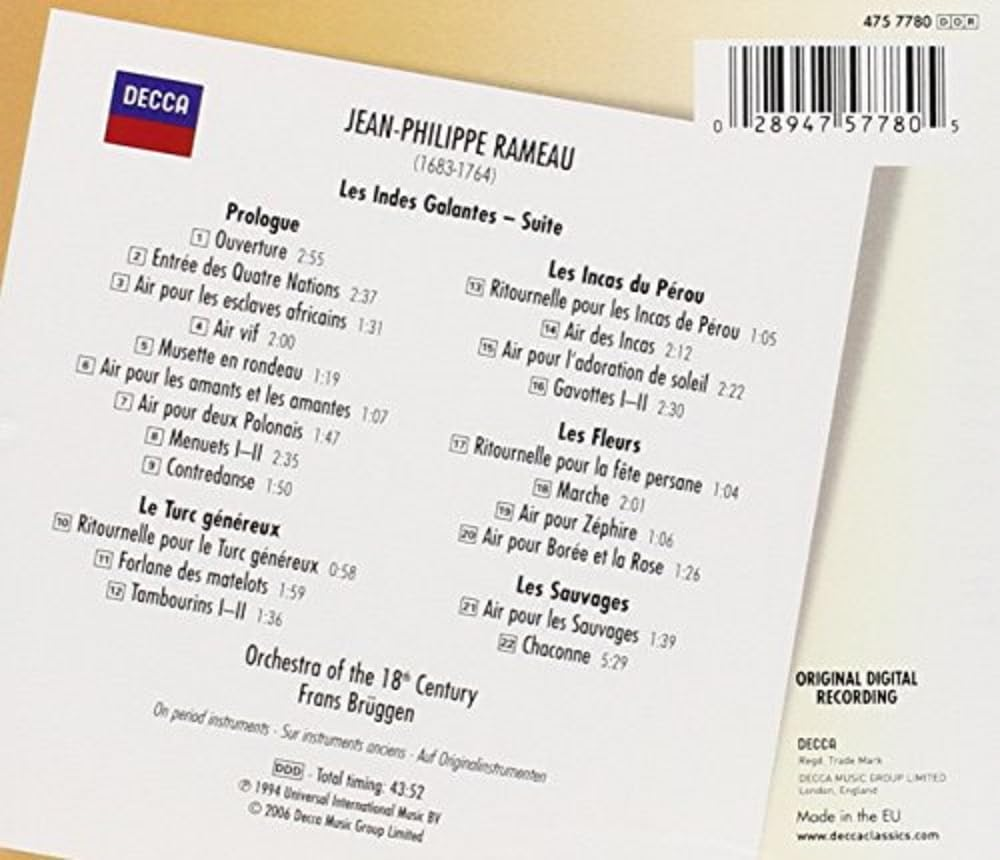 475 7780 DDR
0 28947 57780 5
DECCA
JEAN-PHILIPPE RAMEAU
(1683-1764)
Les Indes Galantes – Suite
Prologue
1 Ouverture 2:55
2 Entrée des Quatre Nations 2:37
3 Air pour les esclaves africains 1:31
4 Air vif 2:00
5 Musette en rondeau 1:19
6 Air pour les amants et les amantes 1:07
7 Air pour deux Polonais 1:47
8 Menuets I–II 2:35
9 Contredanse 1:50
Le Turc généreux
10 Ritournelle pour le Turc généreux 0:58
11 Forlane des matelots 1:59
12 Tambourins I–II 1:36
Les Incas du Pérou
13 Ritournelle pour les Incas de Pérou 1:05
14 Air des Incas 2:12
15 Air pour l'adoration de soleil 2:22
16 Gavottes I–II 2:30
Les Fleurs
17 Ritournelle pour la fête persane 1:04
18 Marche 2:01
19 Air pour Zéphire 1:06
20 Air pour Borée et la Rose 1:26
Les Sauvages
21 Air pour les Sauvages 1:39
22 Chaconne 5:29
Orchestra of the 18th Century
Frans Brüggen
On period instruments · Sur instruments anciens · Auf Originalinstrumenten
DDD · Total timing: 43:52
℗ 1994 Universal International Music BV
© 2006 Decca Music Group Limited
ORIGINAL DIGITAL
RECORDING
DECCA
Regd. Trade Mark
DECCA MUSIC GROUP LIMITED
London, England
Made in the EU
www.deccaclassics.com